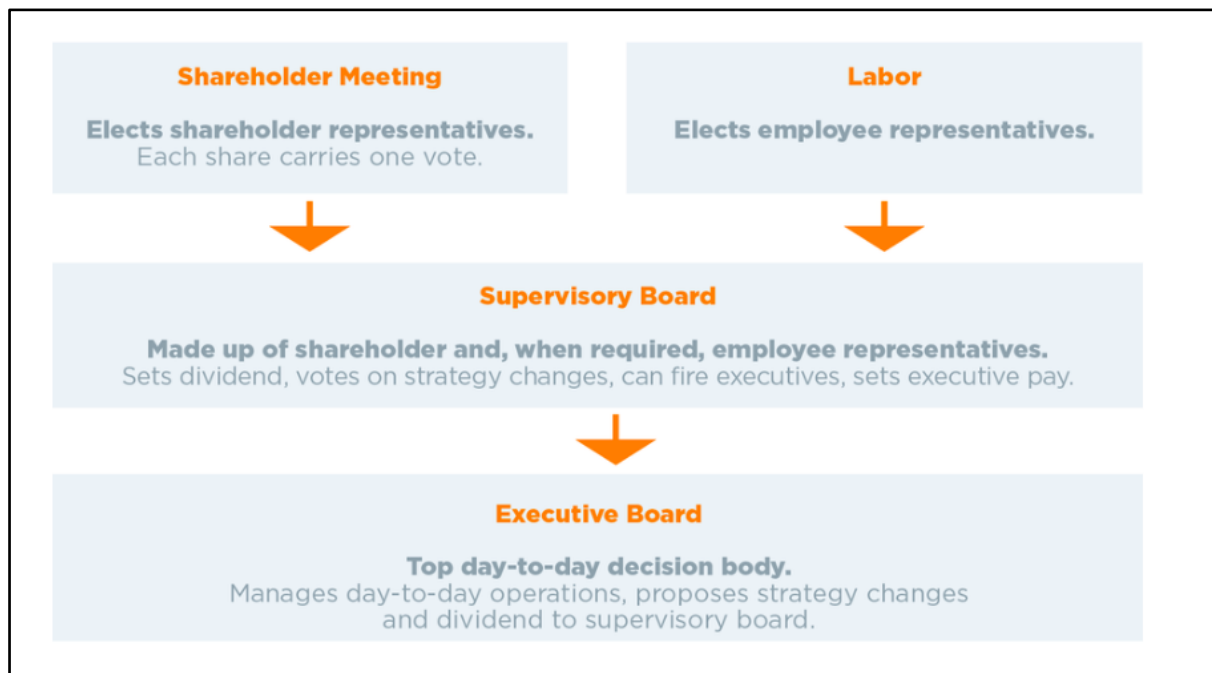 Shareholder Meeting
Elects shareholder representatives.
Each share carries one vote.
Labor
Elects employee representatives.
Supervisory Board
Made up of shareholder and, when required, employee representatives.
Sets dividend, votes on strategy changes, can fire executives, sets executive pay.
Executive Board
Top day-to-day decision body.
Manages day-to-day operations, proposes strategy changes
and dividend to supervisory board.